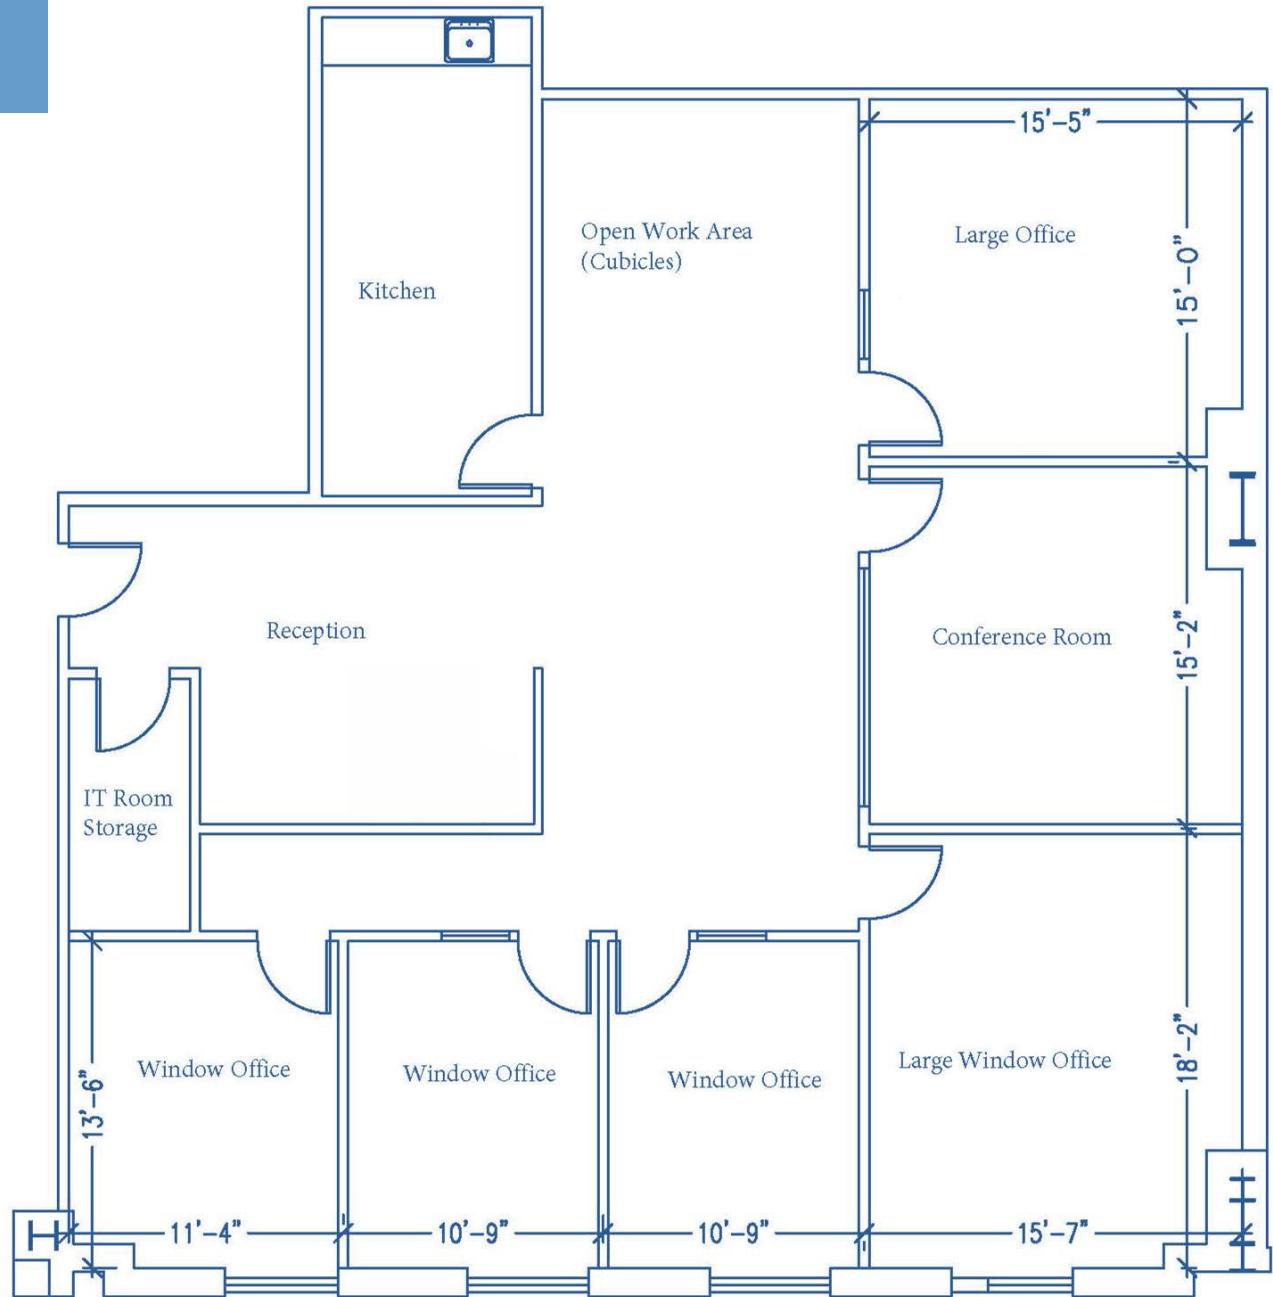 15'-5"
Open Work Area
(Cubicles)
Large Office
15'-0"
Kitchen
Reception
Conference Room
15'-2"
IT Room
Storage
Window Office
Window Office
Window Office
Large Window Office
18'-2"
13'-6"
11'-4"
10'-9"
10'-9"
15'-7"